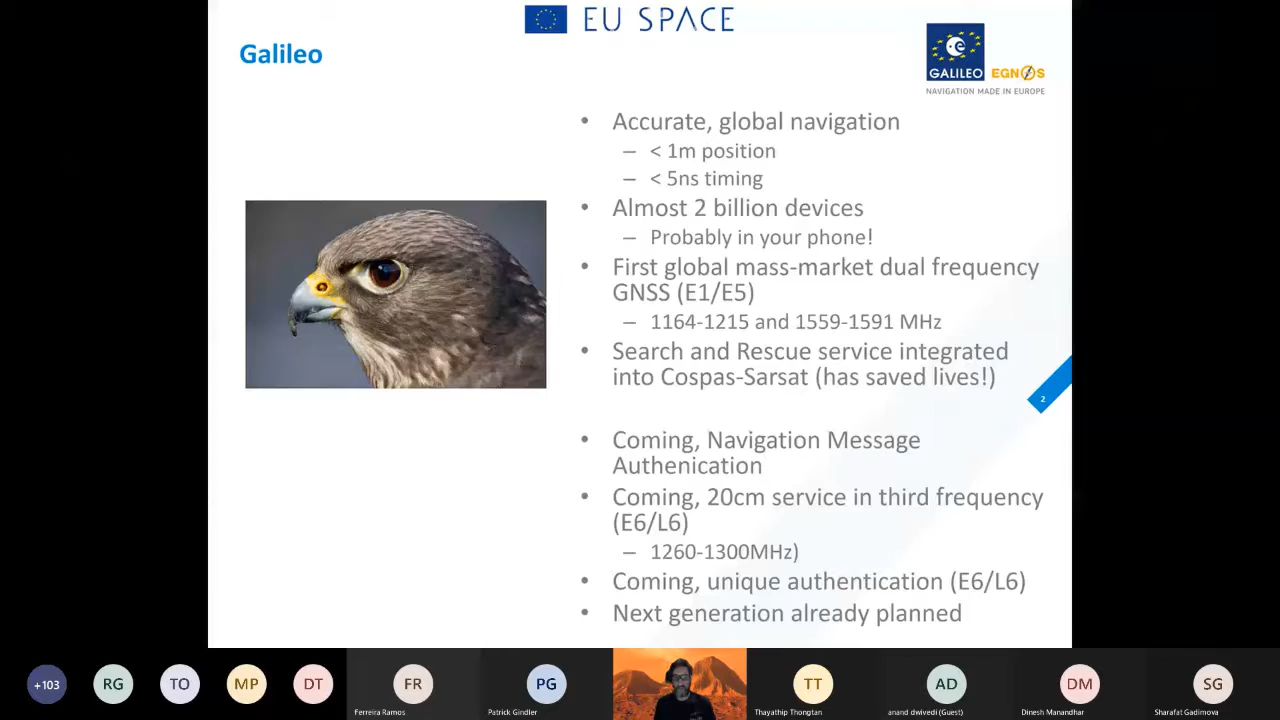 EU SPACE
Galileo
GALILEO EGNOS
NAVIGATION MADE IN EUROPE
• Accurate, global navigation
– < 1m position
– < 5ns timing
• Almost 2 billion devices
– Probably in your phone!
• First global mass-market dual frequency
GNSS (E1/E5)
– 1164-1215 and 1559-1591 MHz
• Search and Rescue service integrated
into Cospas-Sarsat (has saved lives!)
2
• Coming, Navigation Message
Authenication
• Coming, 20cm service in third frequency
(E6/L6)
– 1260-1300MHz)
• Coming, unique authentication (E6/L6)
• Next generation already planned
+103 RG TO MP DT FR PG TT AD DM SG
Ferreira Ramos Patrick Gindler Thayathip Thongtan anand dwivedi (Guest) Dinesh Manandhar Sharafat Gadimova